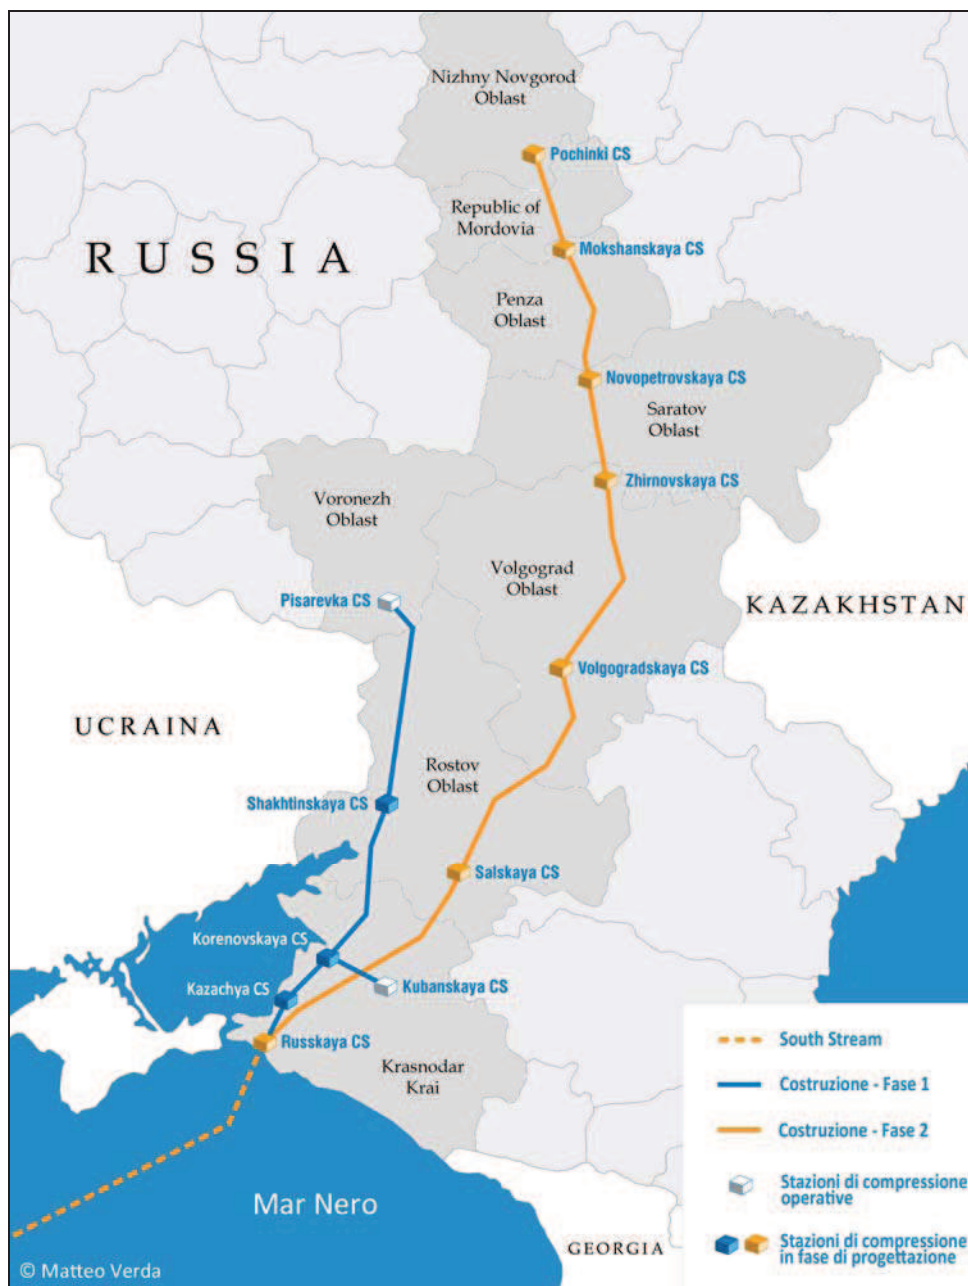 Nizhny Novgorod
Oblast
Pochinki CS
Republic of
Mordovia
Mokshanskaya CS
RUSSIA
Penza
Oblast
Novopetrovskaya CS
Saratov
Oblast
Zhirnovskaya CS
Voronezh
Oblast
Volgograd
Oblast
Pisarevka CS
KAZAKHSTAN
Volgogradskaya CS
UCRAINA
Rostov
Oblast
Shakhtinskaya CS
Salskaya CS
Korenovskaya CS
Kazachya CS
Kubanskaya CS
Russkaya CS
Krasnodar
Krai
South Stream
Costruzione - Fase 1
Costruzione - Fase 2
Stazioni di compressione
operative
Stazioni di compressione
in fase di progettazione
Mar Nero
GEORGIA
© Matteo Verda